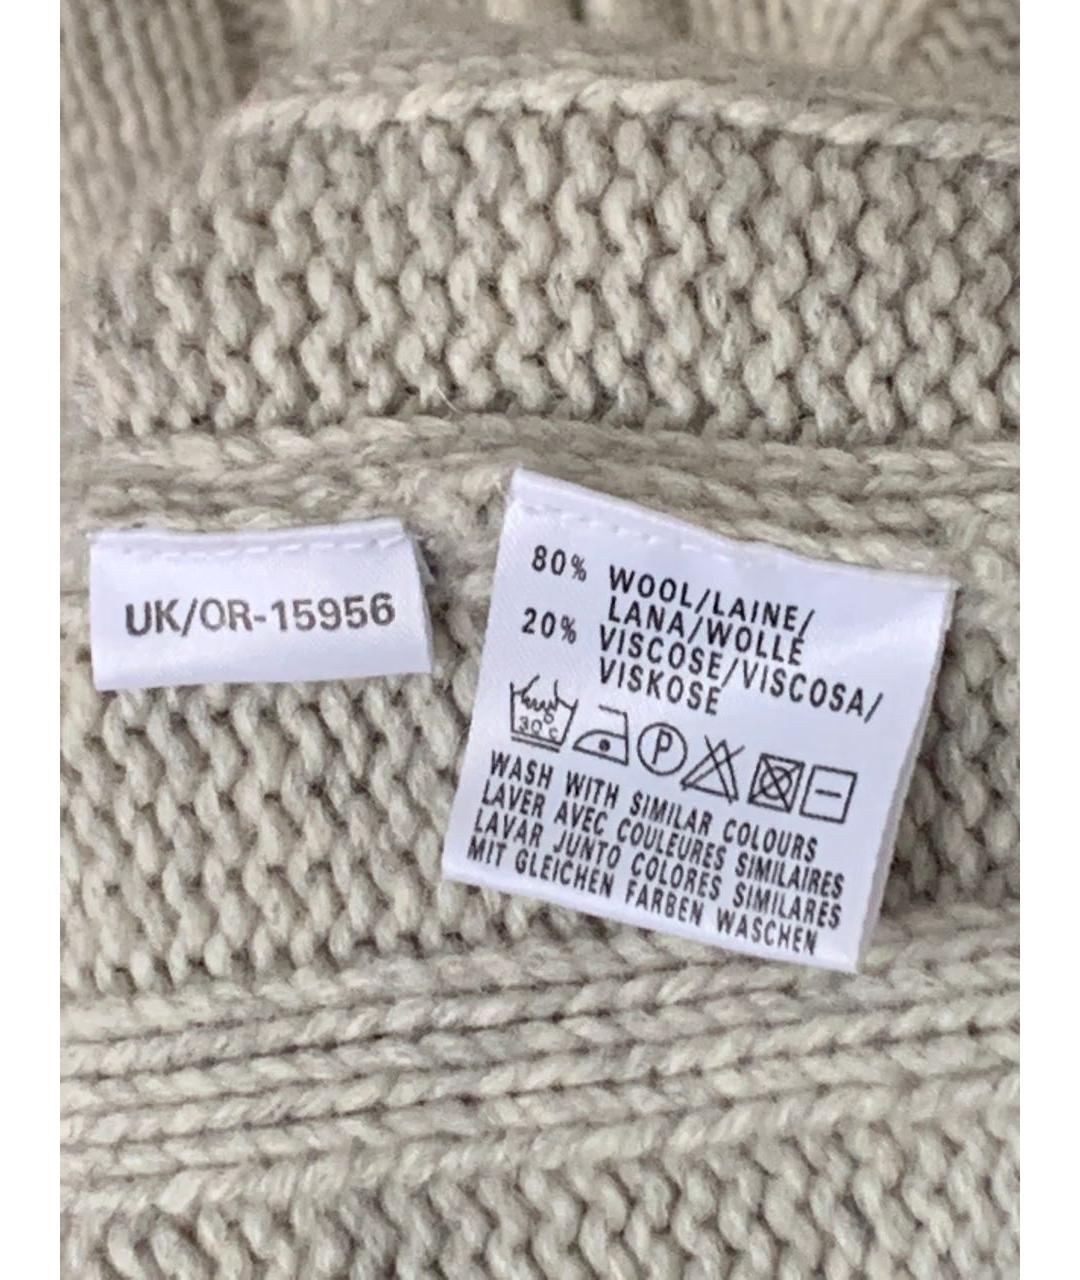 UK/OR-15956
80% WOOL/LAINE/
LANA/WOLLE
20% VISCOSE/VISCOSA/
VISKOSE
30°C
P
WASH WITH SIMILAR COLOURS
LAVER AVEC COULEURES SIMILAIRES
LAVAR JUNTO COLORES SIMILARES
MIT GLEICHEN FARBEN WASCHEN